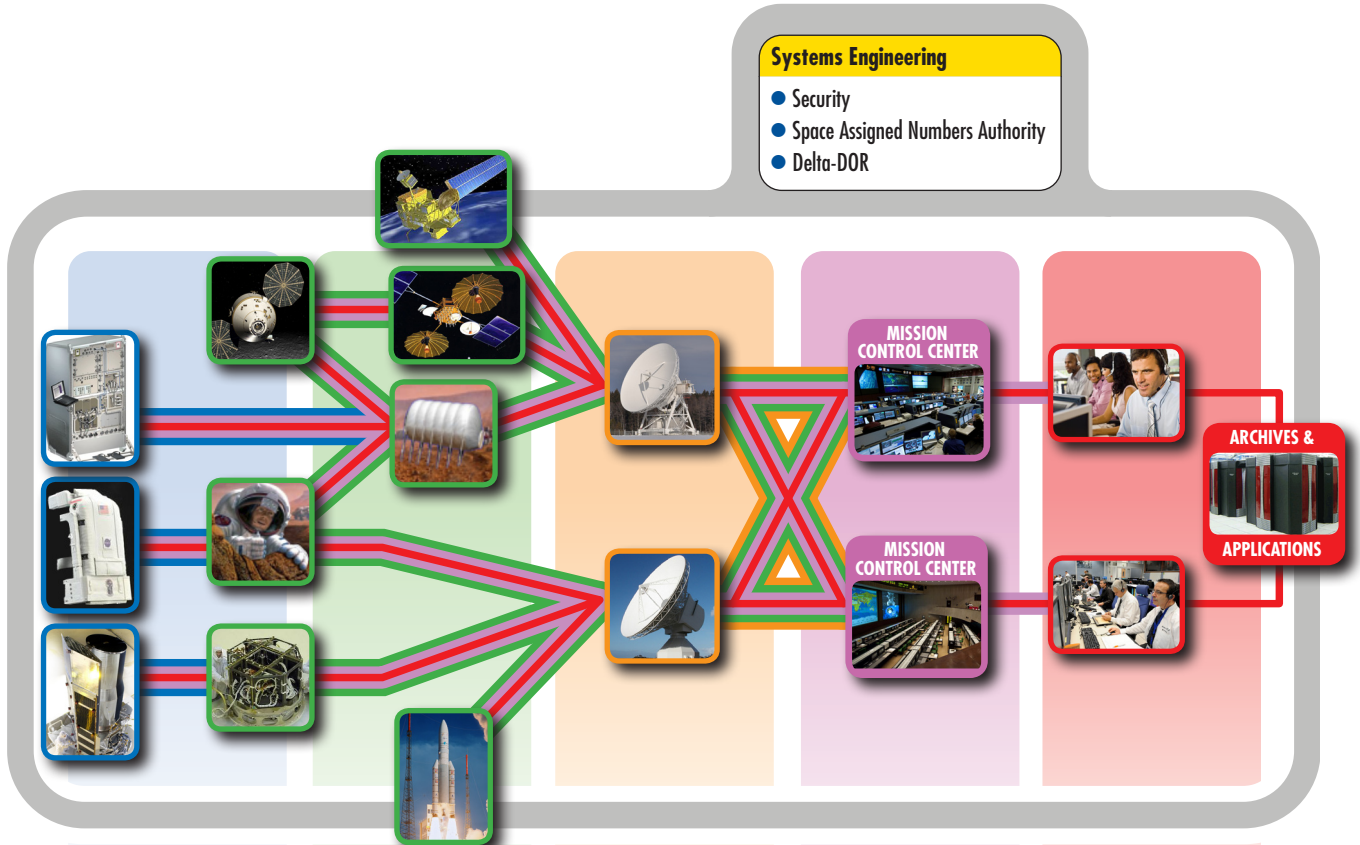 Systems Engineering
Security
Space Assigned Numbers Authority
Delta-DOR
MISSION
CONTROL CENTER
MISSION
CONTROL CENTER
ARCHIVES &
APPLICATIONS